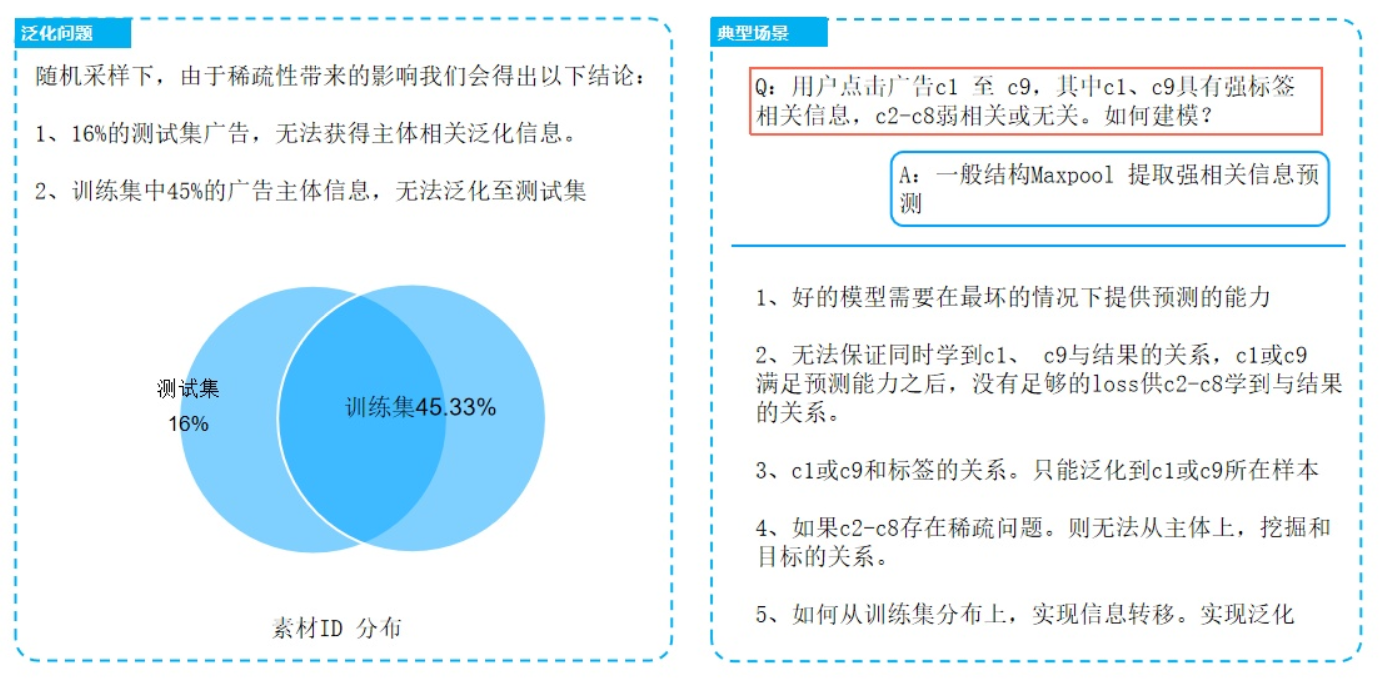 泛化问题
随机采样下，由于稀疏性带来的影响我们会得出以下结论：
1、16%的测试集广告，无法获得主体相关泛化信息。
2、训练集中45%的广告主体信息，无法泛化至测试集
测试集
16%
训练集45.33%
素材ID 分布
典型场景
Q：用户点击广告c1 至 c9，其中c1、c9具有强标签
相关信息，c2-c8弱相关或无关。如何建模？
A：一般结构Maxpool 提取强相关信息预
测
1、好的模型需要在最坏的情况下提供预测的能力
2、无法保证同时学到c1、 c9与结果的关系，c1或c9
满足预测能力之后，没有足够的loss供c2-c8学到与结果
的关系。
3、c1或c9和标签的关系。只能泛化到c1或c9所在样本
4、如果c2-c8存在稀疏问题。则无法从主体上，挖掘和
目标的关系。
5、如何从训练集分布上，实现信息转移。实现泛化